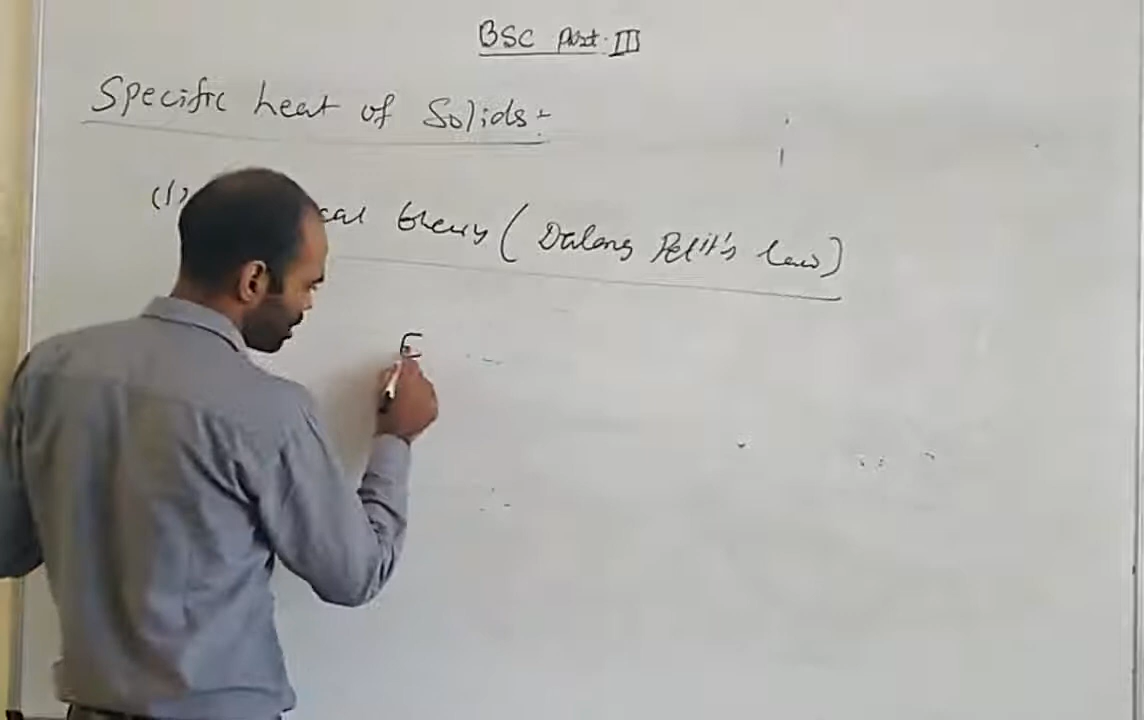 BSC Part. III
Specific heat of Solids:-
(1) cal theory (Dulong Petit's law)
E